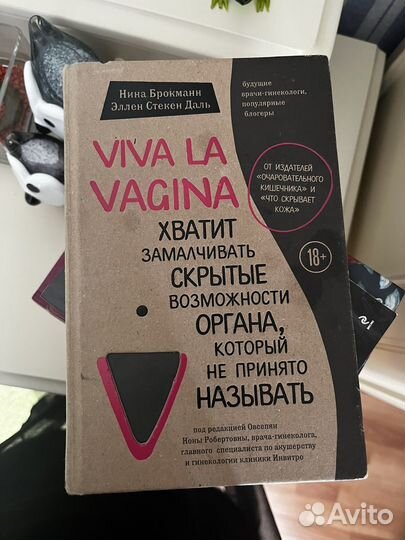 Нина Брокманн
Эллен Стекен Даль
будущие
врачи-гинекологи,
популярные
блогеры
VIVA LA
VAGINA
ОТ ИЗДАТЕЛЕЙ
«ОЧАРОВАТЕЛЬНОГО
КИШЕЧНИКА» И
«ЧТО СКРЫВАЕТ
КОЖА»
18+
ХВАТИТ
ЗАМАЛЧИВАТЬ
СКРЫТЫЕ
ВОЗМОЖНОСТИ
ОРГАНА,
КОТОРЫЙ
НЕ ПРИНЯТО
НАЗЫВАТЬ
под редакцией Овсепян
Ноны Робертовны, врача-гинеколога,
главного специалиста по акушерству
и гинекологии клиники Инвитро
Avito